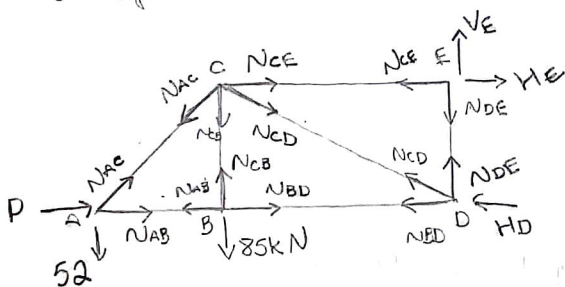 VE
C NCE NCE E HE
NAC NCB NCD NDE
NAC NCB NCD NDE
P A NAB NAB B NBD NBD D HD
52 85kN